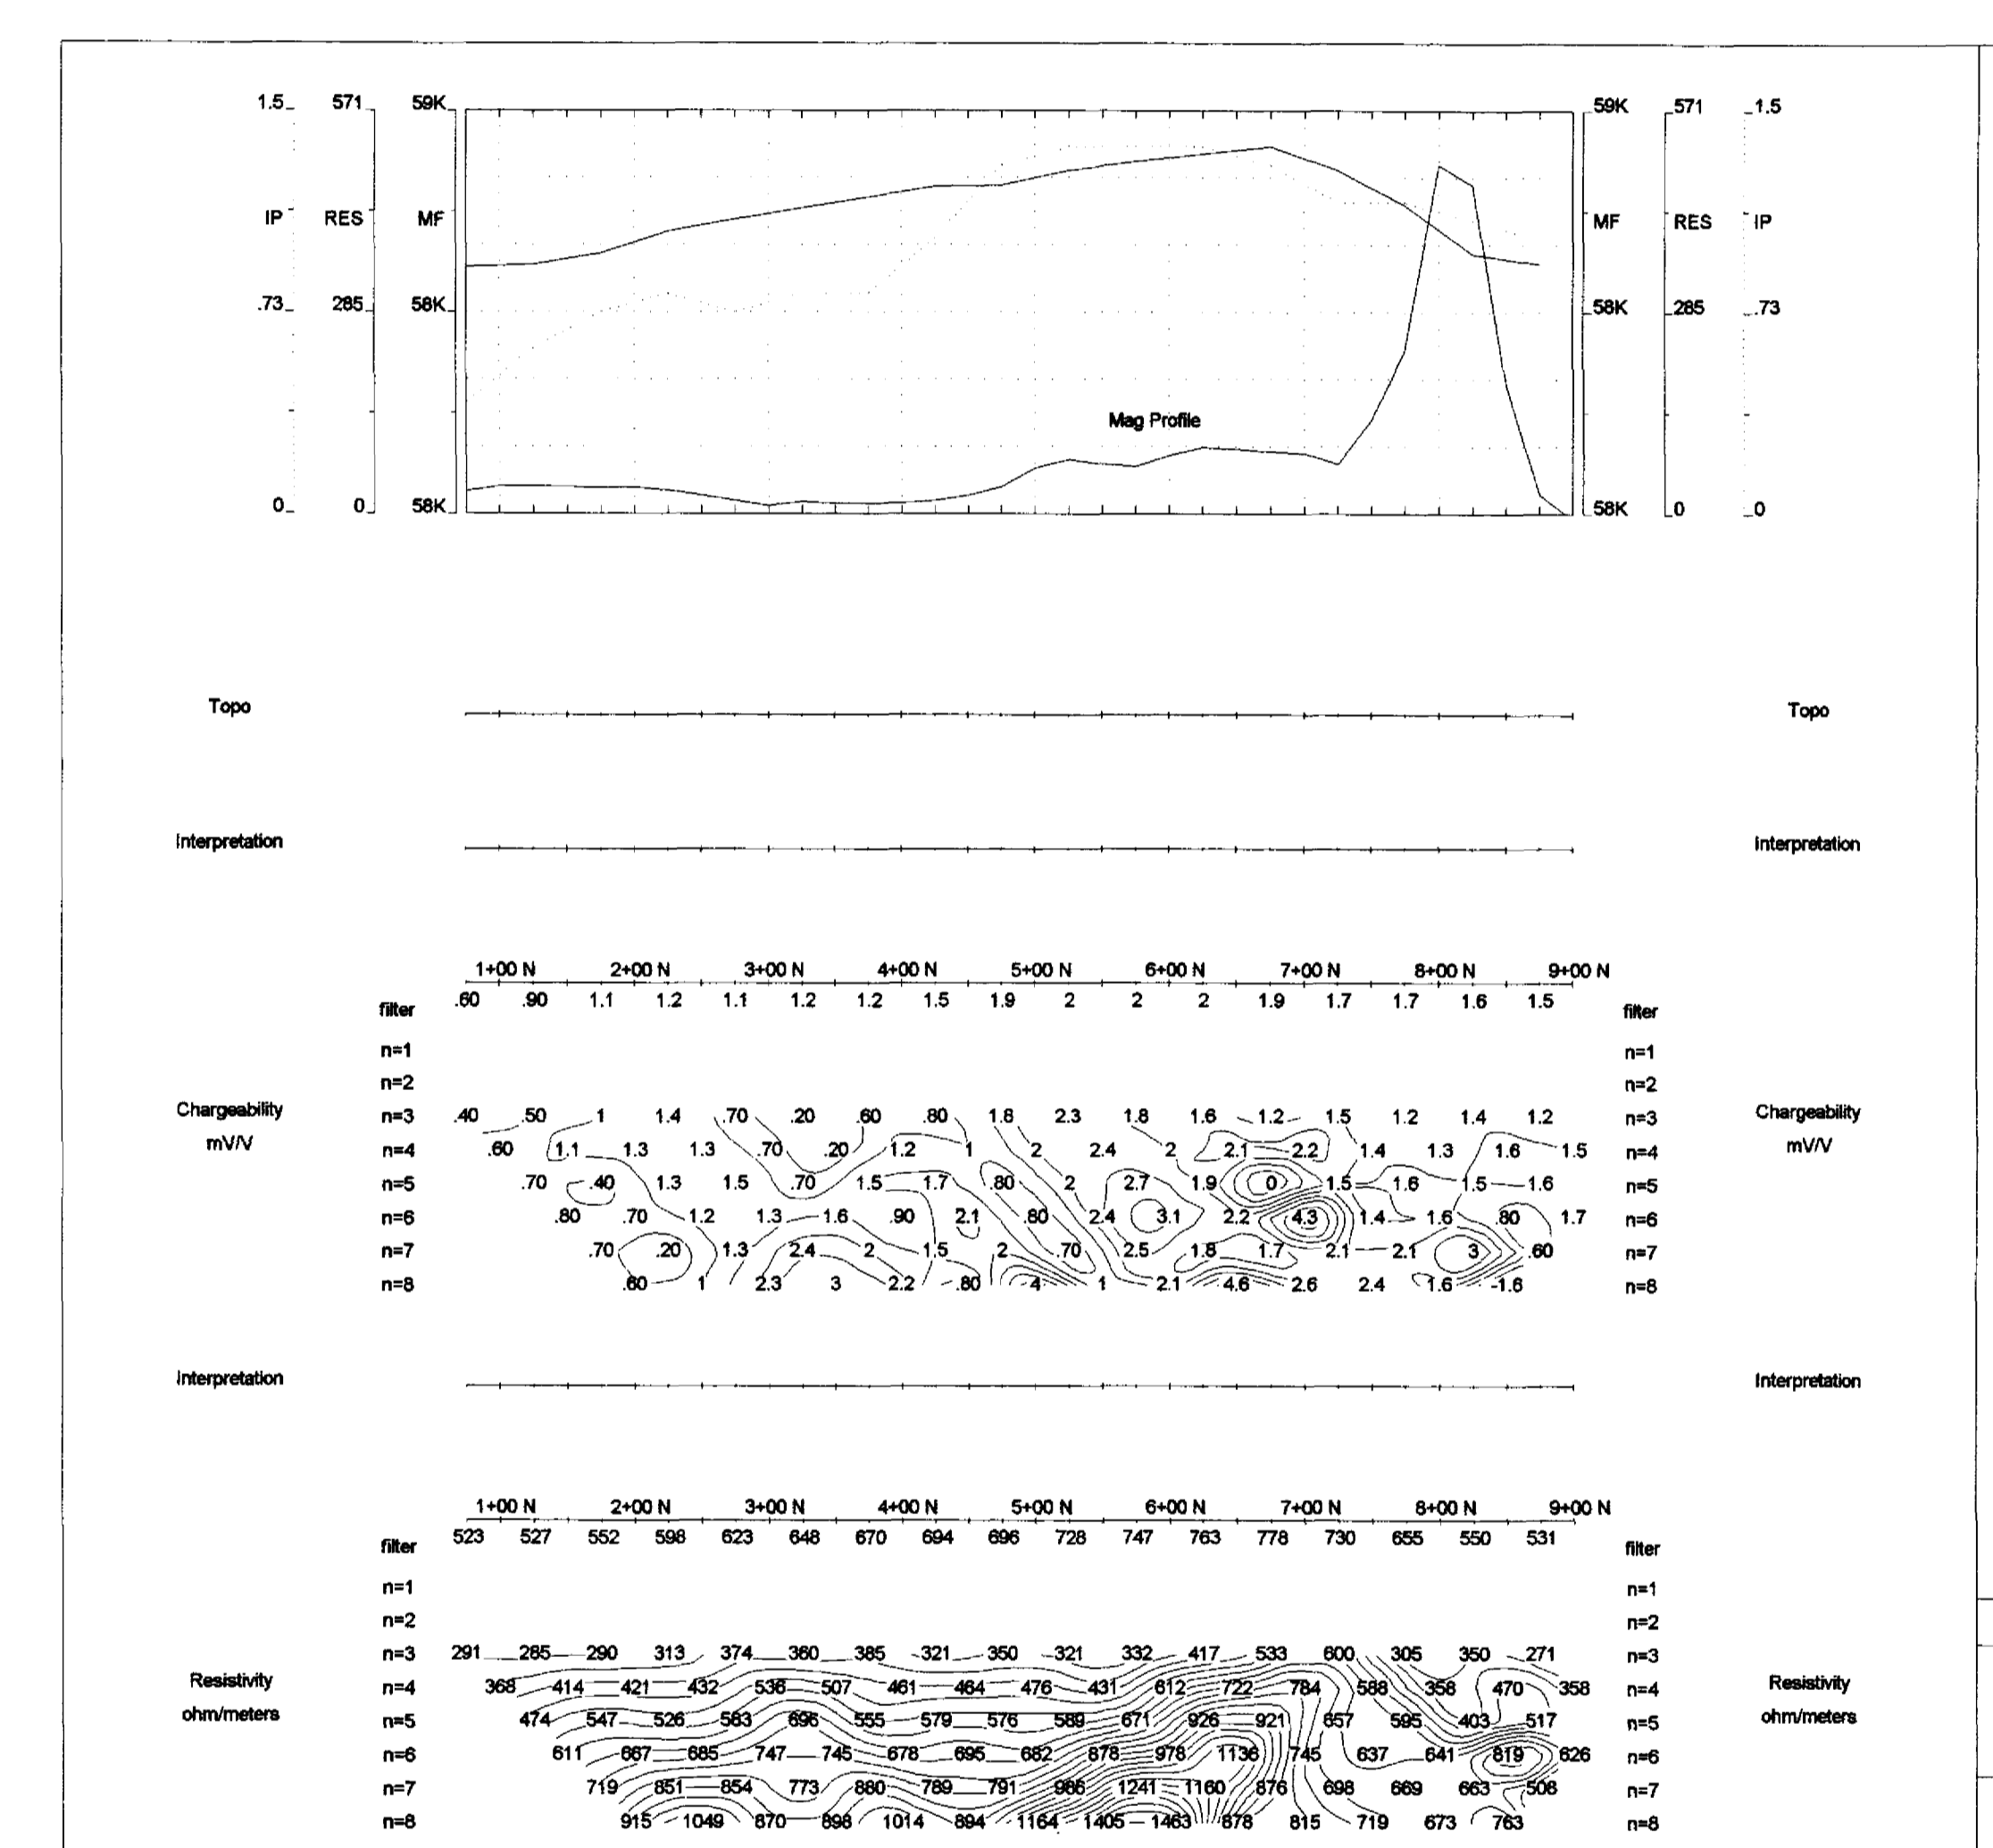 1.5 571 59K 59K 571 1.5
IP RES MF MF RES IP
.73 285 58K 58K 285 .73
Mag Profile
0 0 58K 58K 0 0
Topo Topo
Interpretation Interpretation
1+00 N 2+00 N 3+00 N 4+00 N 5+00 N 6+00 N 7+00 N 8+00 N 9+00 N
filter .60 .90 1.1 1.2 1.1 1.2 1.2 1.5 1.9 2 2 2 1.9 1.7 1.7 1.6 1.5 filter
n=1 n=1
n=2 n=2
Chargeability n=3 .40 .50 1 1.4 .70 .20 .60 .80 1.8 2.3 1.8 1.6 1.2 1.5 1.2 1.4 1.2 n=3 Chargeability
mV/V n=4 .60 1.1 1.3 1.3 .70 .20 1.2 1 2 2.4 2 2.1 2.2 1.4 1.3 1.6 1.5 n=4 mV/V
n=5 .70 .40 1.3 1.5 .70 1.5 1.7 .80 2 2.7 1.9 0 1.5 1.6 1.5 1.6 n=5
n=6 .80 .70 1.2 1.3 1.6 .90 2.1 .80 2.4 3.1 2.2 4.3 1.4 1.6 .80 1.7 n=6
n=7 .70 .20 1.3 2.4 2 1.5 2 .70 2.5 1.8 1.7 2.1 2.1 3 .60 n=7
n=8 .60 1 2.3 3 2.2 .80 4 1 2.1 4.6 2.6 2.4 1.6 -1.6 n=8
Interpretation Interpretation
1+00 N 2+00 N 3+00 N 4+00 N 5+00 N 6+00 N 7+00 N 8+00 N 9+00 N
filter 523 527 552 598 623 648 670 694 696 728 747 763 778 730 655 550 531 filter
n=1 n=1
n=2 n=2
n=3 291 285 290 313 374 360 385 321 350 321 332 417 533 600 305 350 271 n=3
Resistivity n=4 368 414 421 432 536 507 461 464 476 431 612 722 784 588 358 470 358 n=4 Resistivity
ohm/meters n=5 474 547 526 583 696 555 579 576 589 671 926 921 657 595 403 517 n=5 ohm/meters
n=6 611 667 685 747 745 678 695 682 878 978 1136 745 637 641 819 626 n=6
n=7 719 851 854 773 880 789 791 986 1241 1160 876 698 669 663 508 n=7
n=8 915 1049 870 898 1014 894 1164 1405 1463 878 815 719 673 763 n=8